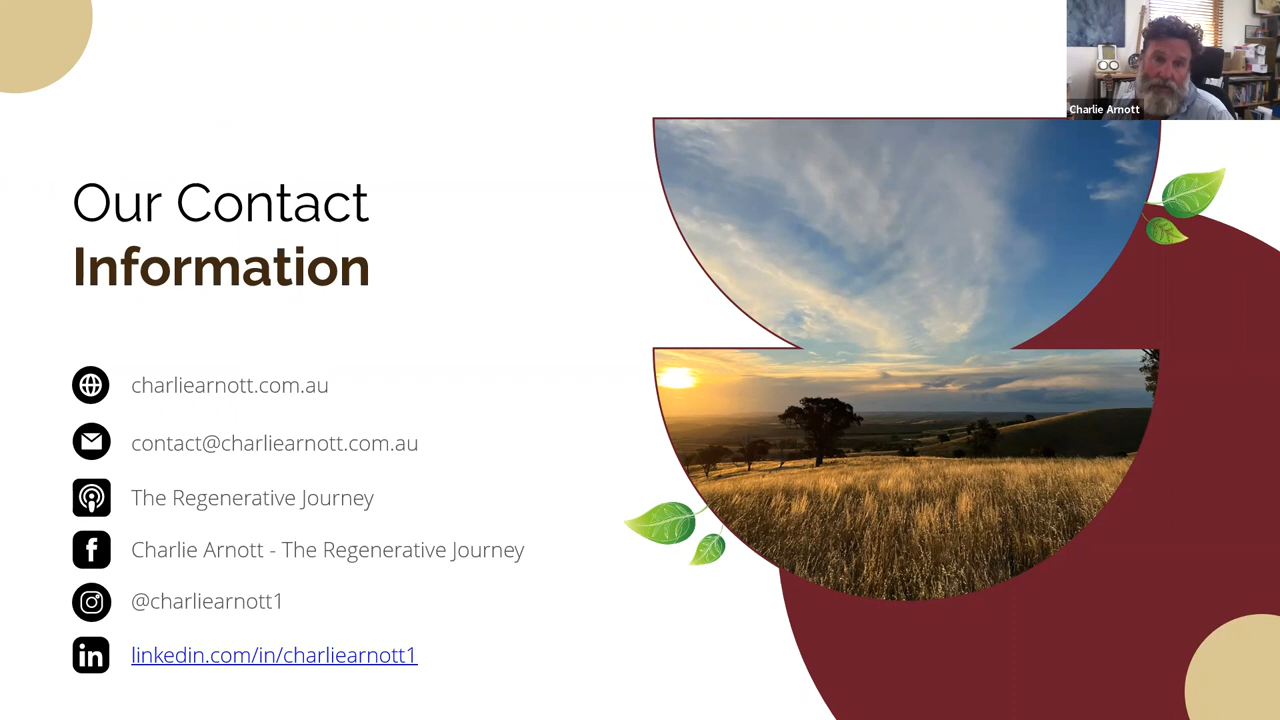 Charlie Arnott
Our Contact
Information
charliearnott.com.au
contact@charliearnott.com.au
The Regenerative Journey
Charlie Arnott - The Regenerative Journey
@charliearnott1
linkedin.com/in/charliearnott1